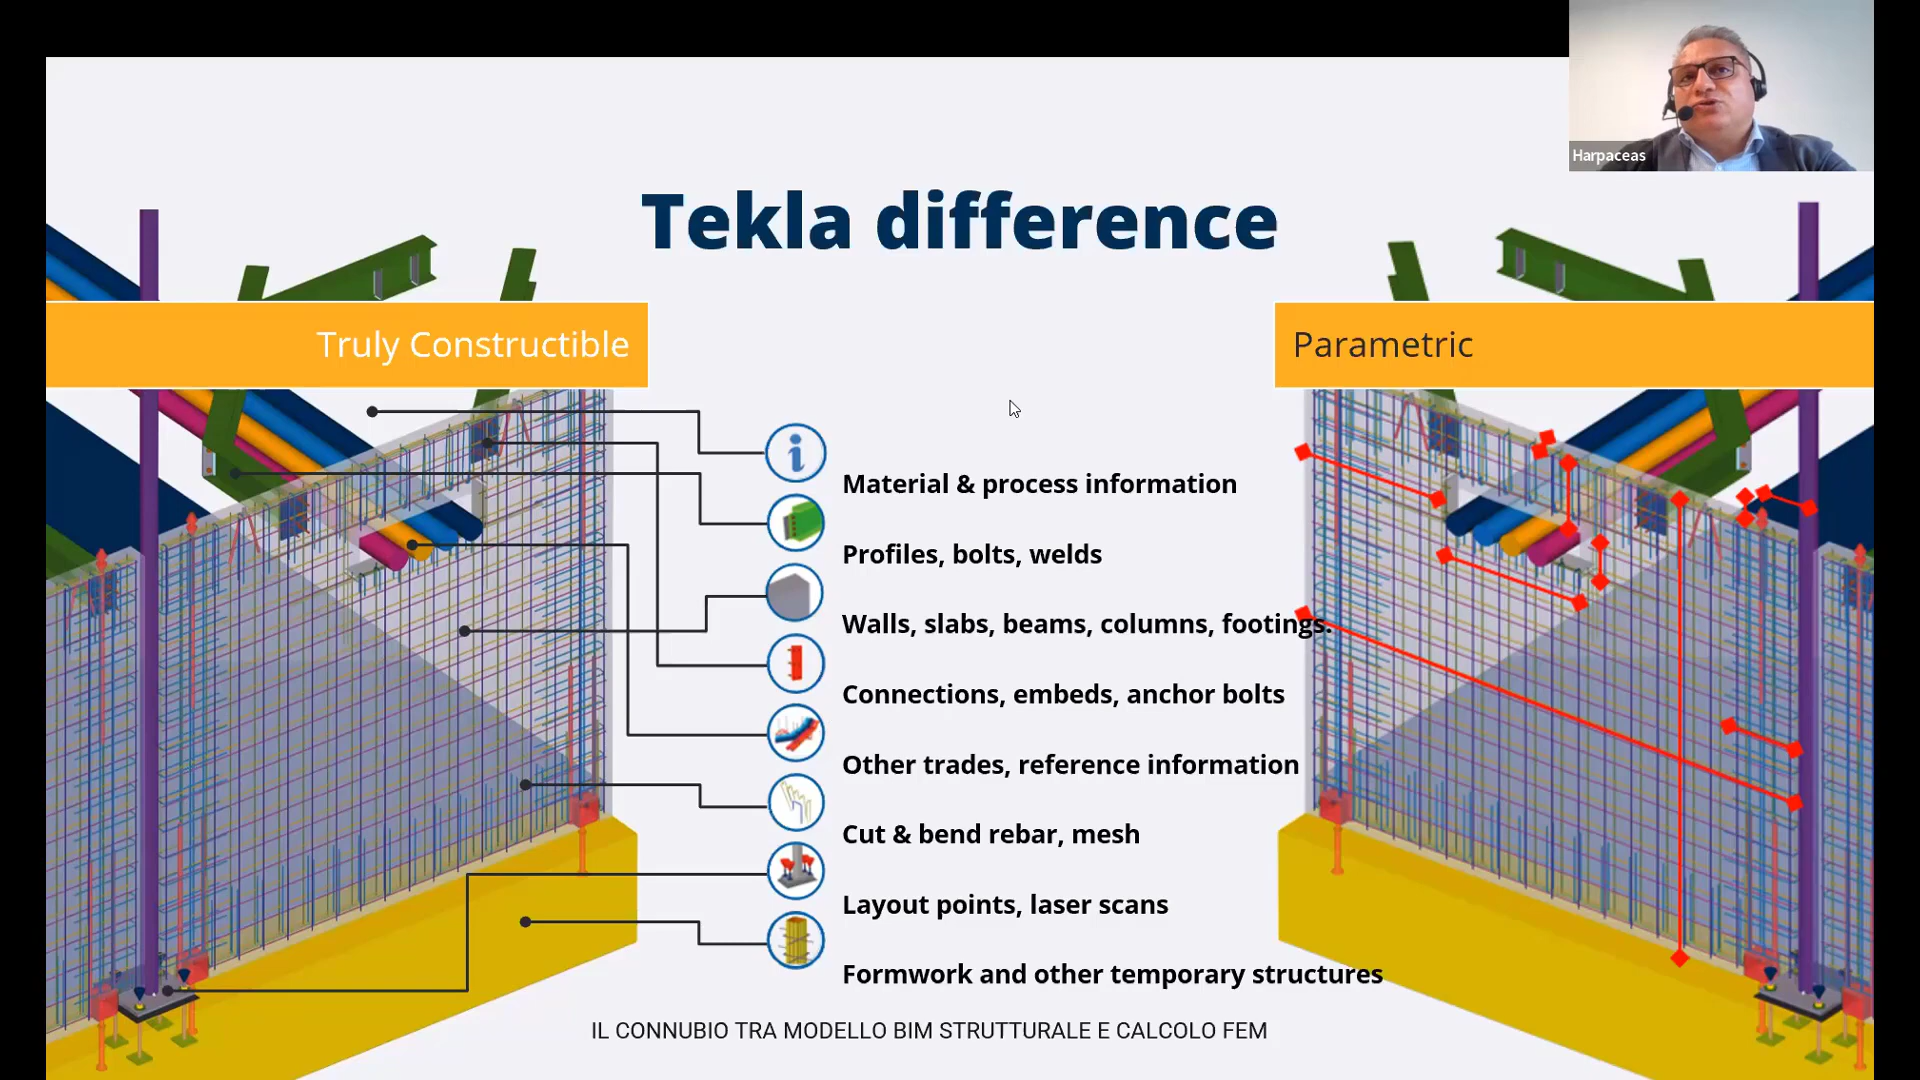 Harpaceas
Tekla difference
Truly Constructible
Parametric
Material & process information
Profiles, bolts, welds
Walls, slabs, beams, columns, footings.
Connections, embeds, anchor bolts
Other trades, reference information
Cut & bend rebar, mesh
Layout points, laser scans
Formwork and other temporary structures
IL CONNUBIO TRA MODELLO BIM STRUTTURALE E CALCOLO FEM